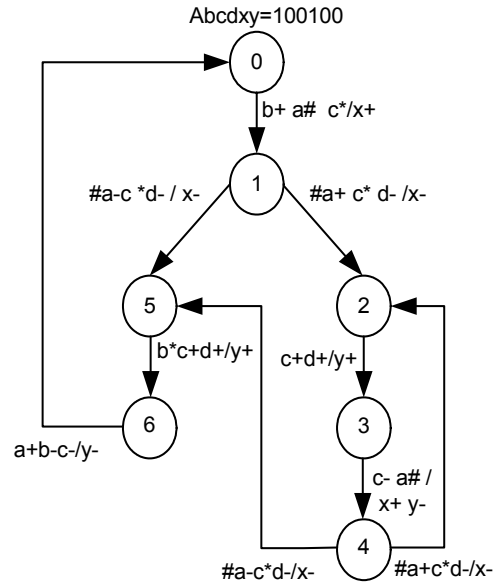 Abcdxy=100100
0
b+ a# c*/x+
1
#a-c *d- / x-
#a+ c* d- /x-
5
2
b*c+d+/y+
c+d+/y+
6
3
a+b-c-/y-
c- a# /
x+ y-
4
#a-c*d-/x-
#a+c*d-/x-